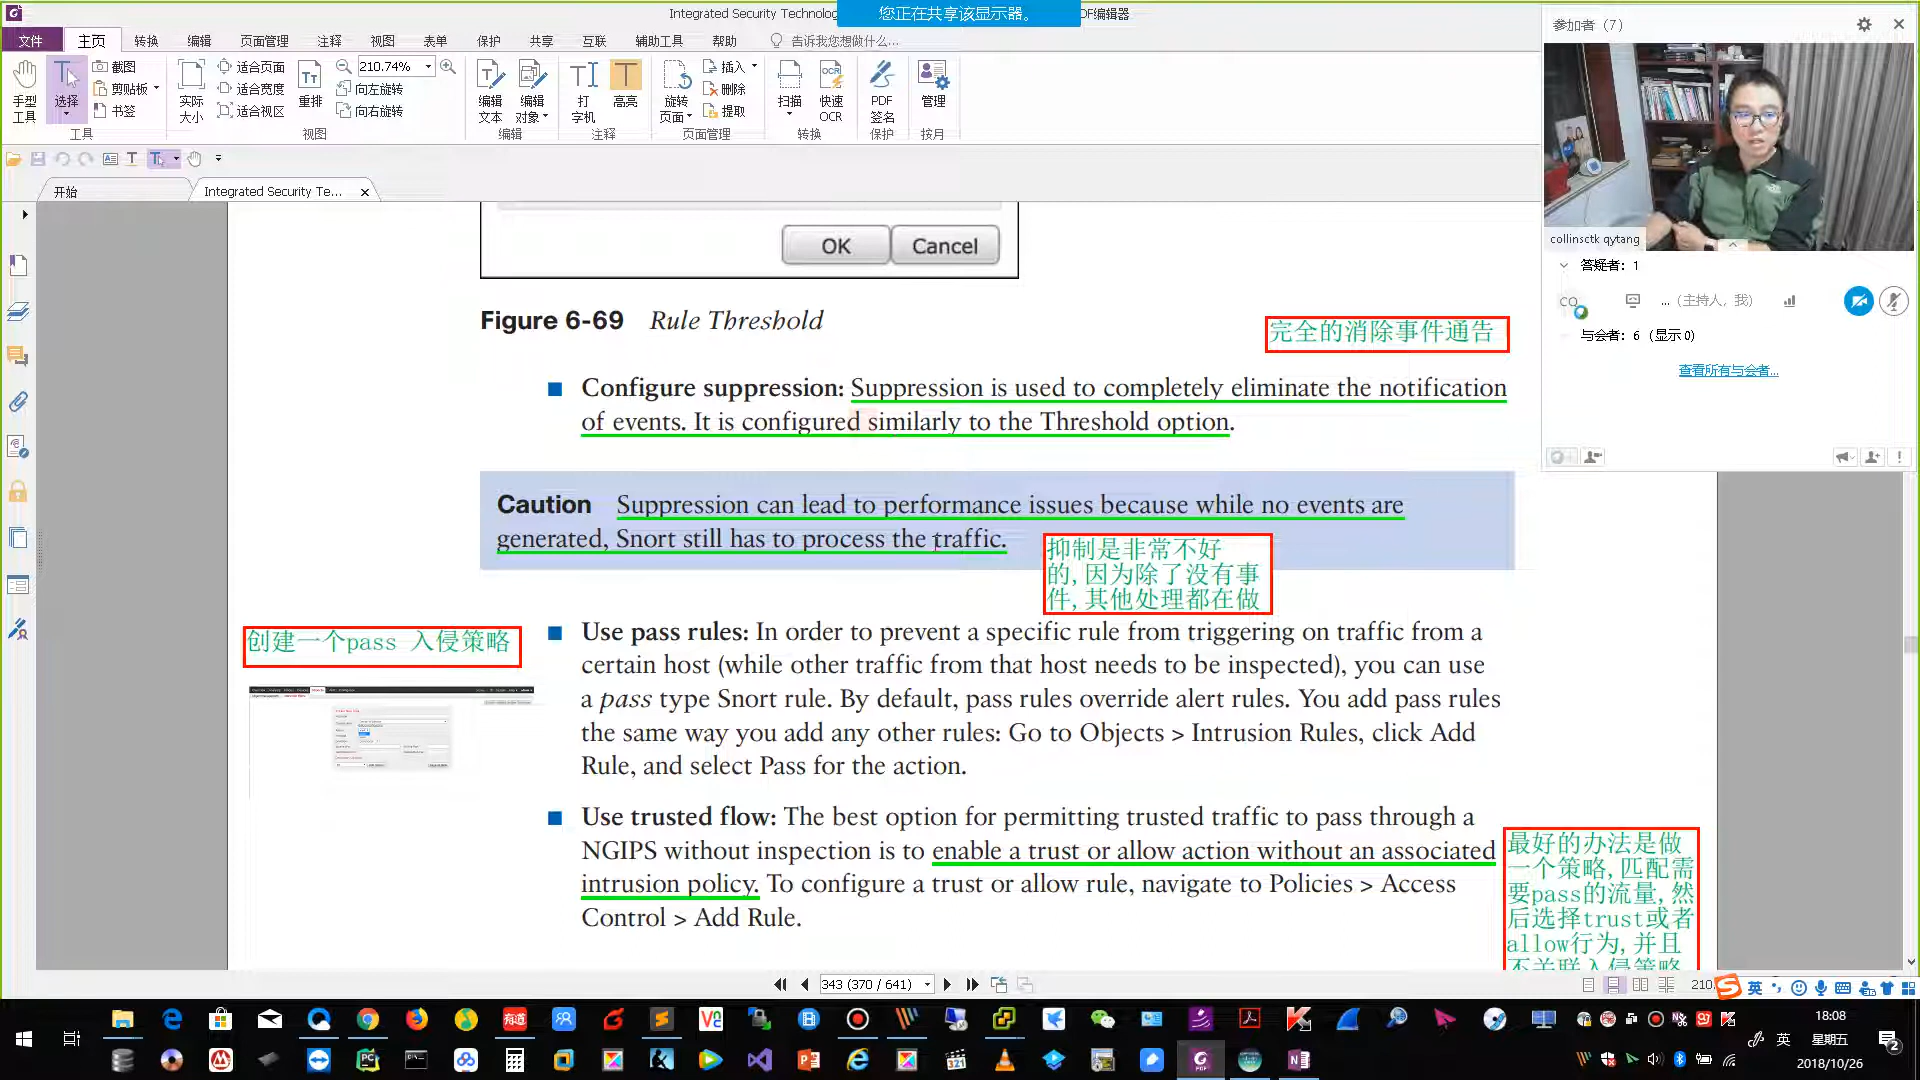 Integrated Security Technolog
您正在共享该显示器。
DF编辑器
文件
主页
转换
编辑
页面管理
注释
视图
表单
保护
共享
互联
辅助工具
帮助
告诉我您想做什么...
手型
工具
选择
截图
剪贴板
书签
工具
实际
大小
适合页面
适合宽度
适合视区
重排
210.74%
向左旋转
向右旋转
视图
编辑
文本
编辑
对象
编辑
打
字机
高亮
注释
旋转
页面
插入
删除
提取
页面管理
扫描
快速
OCR
转换
PDF
签名
保护
管理
按月
开始
Integrated Security Te...
OK
Cancel
Figure 6-69 Rule Threshold
完全的消除事件通告
Configure suppression: Suppression is used to completely eliminate the notification
of events. It is configured similarly to the Threshold option.
Caution Suppression can lead to performance issues because while no events are
generated, Snort still has to process the traffic.
抑制是非常不好
的,因为除了没有事
件,其他处理都在做
创建一个pass 入侵策略
Use pass rules: In order to prevent a specific rule from triggering on traffic from a
certain host (while other traffic from that host needs to be inspected), you can use
a pass type Snort rule. By default, pass rules override alert rules. You add pass rules
the same way you add any other rules: Go to Objects > Intrusion Rules, click Add
Rule, and select Pass for the action.
Use trusted flow: The best option for permitting trusted traffic to pass through a
NGIPS without inspection is to enable a trust or allow action without an associated
intrusion policy. To configure a trust or allow rule, navigate to Policies > Access
Control > Add Rule.
最好的办法是做
一个策略,匹配需
要pass的流量,然
后选择trust或者
allow行为,并且
不关联入侵策略
参加者 (7)
collinsctk qytang
答疑者: 1
CQ
... (主持人, 我)
与会者: 6 (显示 0)
查看所有与会者...
343 (370 / 641)
210.
英
18:08
英
星期五
2018/10/26
2